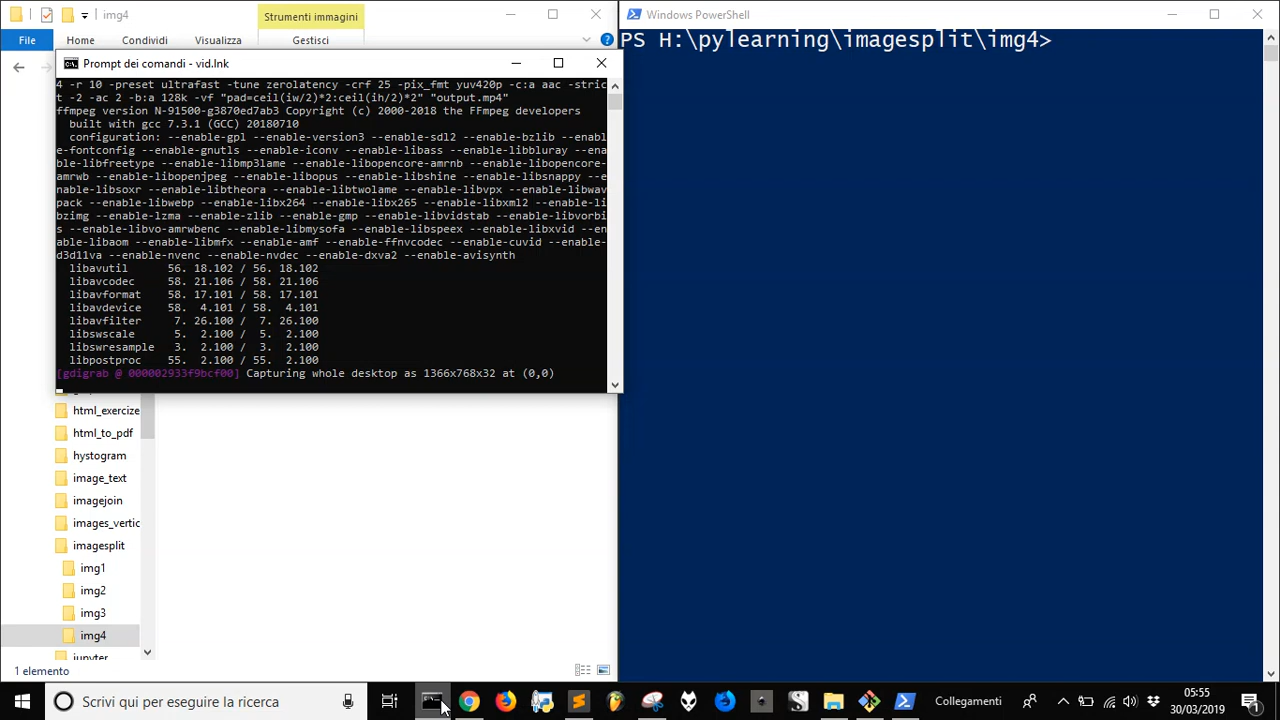 img4
Strumenti immagini
File
Home
Condividi
Visualizza
Gestisci
Prompt dei comandi - vid.lnk
4 -r 10 -preset ultrafast -tune zerolatency -crf 25 -pix_fmt yuv420p -c:a aac -stric
t -2 -ac 2 -b:a 128k -vf "pad=ceil(iw/2)*2:ceil(ih/2)*2" "output.mp4"
ffmpeg version N-91500-g3870ed7ab3 Copyright (c) 2000-2018 the FFmpeg developers
built with gcc 7.3.1 (GCC) 20180710
configuration: --enable-gpl --enable-version3 --enable-sdl2 --enable-bzlib --enabl
e-fontconfig --enable-gnutls --enable-iconv --enable-libass --enable-libbluray --ena
ble-libfreetype --enable-libmp3lame --enable-libopencore-amrnb --enable-libopencore-
amrwb --enable-libopenjpeg --enable-libopus --enable-libshine --enable-libsnappy --e
nable-libsoxr --enable-libtheora --enable-libtwolame --enable-libvpx --enable-libwav
pack --enable-libwebp --enable-libx264 --enable-libx265 --enable-libxml2 --enable-li
bzimg --enable-lzma --enable-zlib --enable-gmp --enable-libvidstab --enable-libvorbi
s --enable-libvo-amrwbenc --enable-libmysofa --enable-libspeex --enable-libxvid --en
able-libaom --enable-libmfx --enable-amf --enable-ffnvcodec --enable-cuvid --enable-
d3d11va --enable-nvenc --enable-nvdec --enable-dxva2 --enable-avisynth
libavutil 56. 18.102 / 56. 18.102
libavcodec 58. 21.106 / 58. 21.106
libavformat 58. 17.101 / 58. 17.101
libavdevice 58. 4.101 / 58. 4.101
libavfilter 7. 26.100 / 7. 26.100
libswscale 5. 2.100 / 5. 2.100
libswresample 3. 2.100 / 3. 2.100
libpostproc 55. 2.100 / 55. 2.100
[gdigrab @ 000002933f9bcf00] Capturing whole desktop as 1366x768x32 at (0,0)
html_exercize
html_to_pdf
hystogram
image_text
imagejoin
images_vertic
imagesplit
img1
img2
img3
img4
jupyter
1 elemento
Windows PowerShell
PS H:\pylearning\imagesplit\img4>
Scrivi qui per eseguire la ricerca
Collegamenti
05:55
30/03/2019